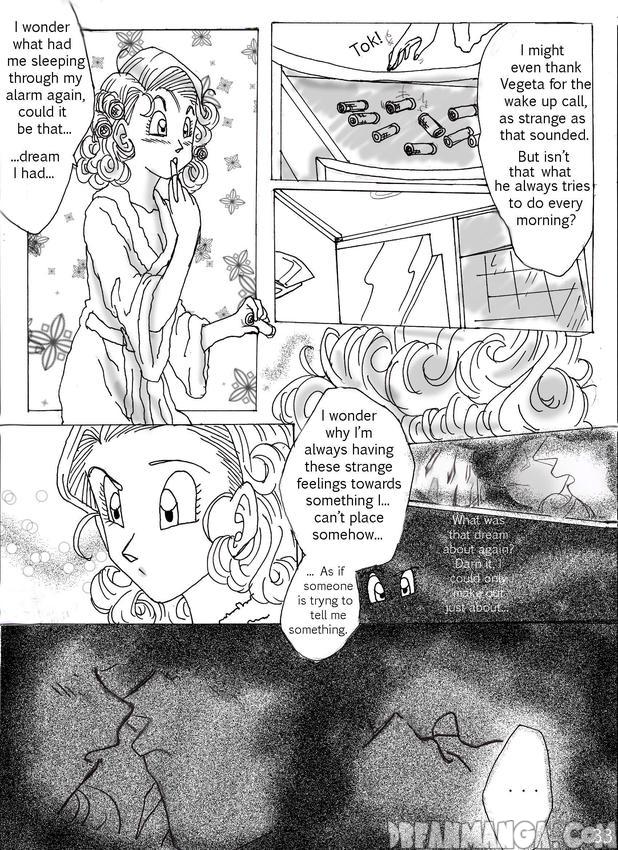 I wonder
what had
me sleeping
through my
alarm again,
could it
be that...
...dream
I had...
Tok!
I might
even thank
Vegeta for the
wake up call,
as strange as
that sounded.
But isn't
that what
he always tries
to do every
morning?
I wonder
why I'm
always having
these strange
feelings towards
something I...
can't place
somehow...
... As if
someone
is tryng to
tell me
something.
What was
that dream
about again?
Darn it, I
could only
make out
just about...
...
DREAMMANGA.COM
33